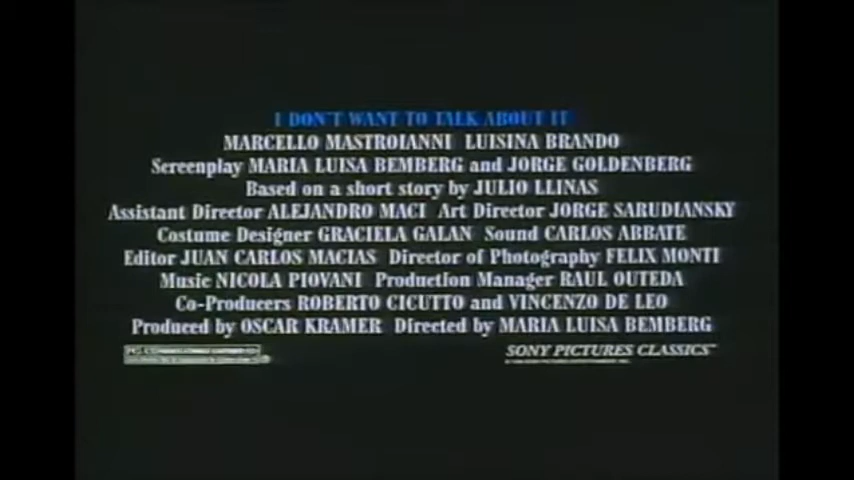 I DON'T WANT TO TALK ABOUT IT
MARCELLO MASTROIANNI LUISINA BRANDO
Screenplay MARIA LUISA BEMBERG and JORGE GOLDENBERG
Based on a short story by JULIO LLINAS
Assistant Director ALEJANDRO MACI Art Director JORGE SARUDIANSKY
Costume Designer GRACIELA GALAN Sound CARLOS ABBATE
Editor JUAN CARLOS MACIAS Director of Photography FELIX MONTI
Music NICOLA PIOVANI Production Manager RAUL OUTEDA
Co-Producers ROBERTO CICUTTO and VINCENZO DE LEO
Produced by OSCAR KRAMER Directed by MARIA LUISA BEMBERG
SONY PICTURES CLASSICS